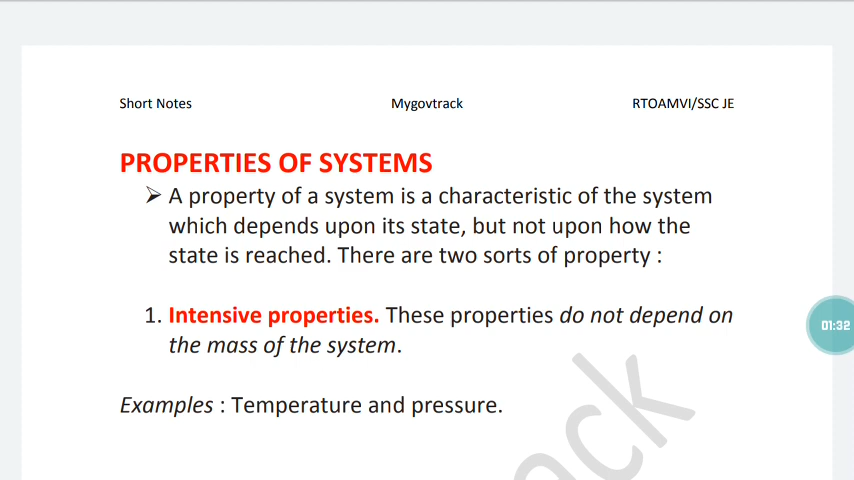 Short Notes Mygovtrack RTOAMVI/SSC JE
PROPERTIES OF SYSTEMS
➢ A property of a system is a characteristic of the system
which depends upon its state, but not upon how the
state is reached. There are two sorts of property :
1. Intensive properties. These properties do not depend on
the mass of the system.
01:32
Examples : Temperature and pressure.
ack